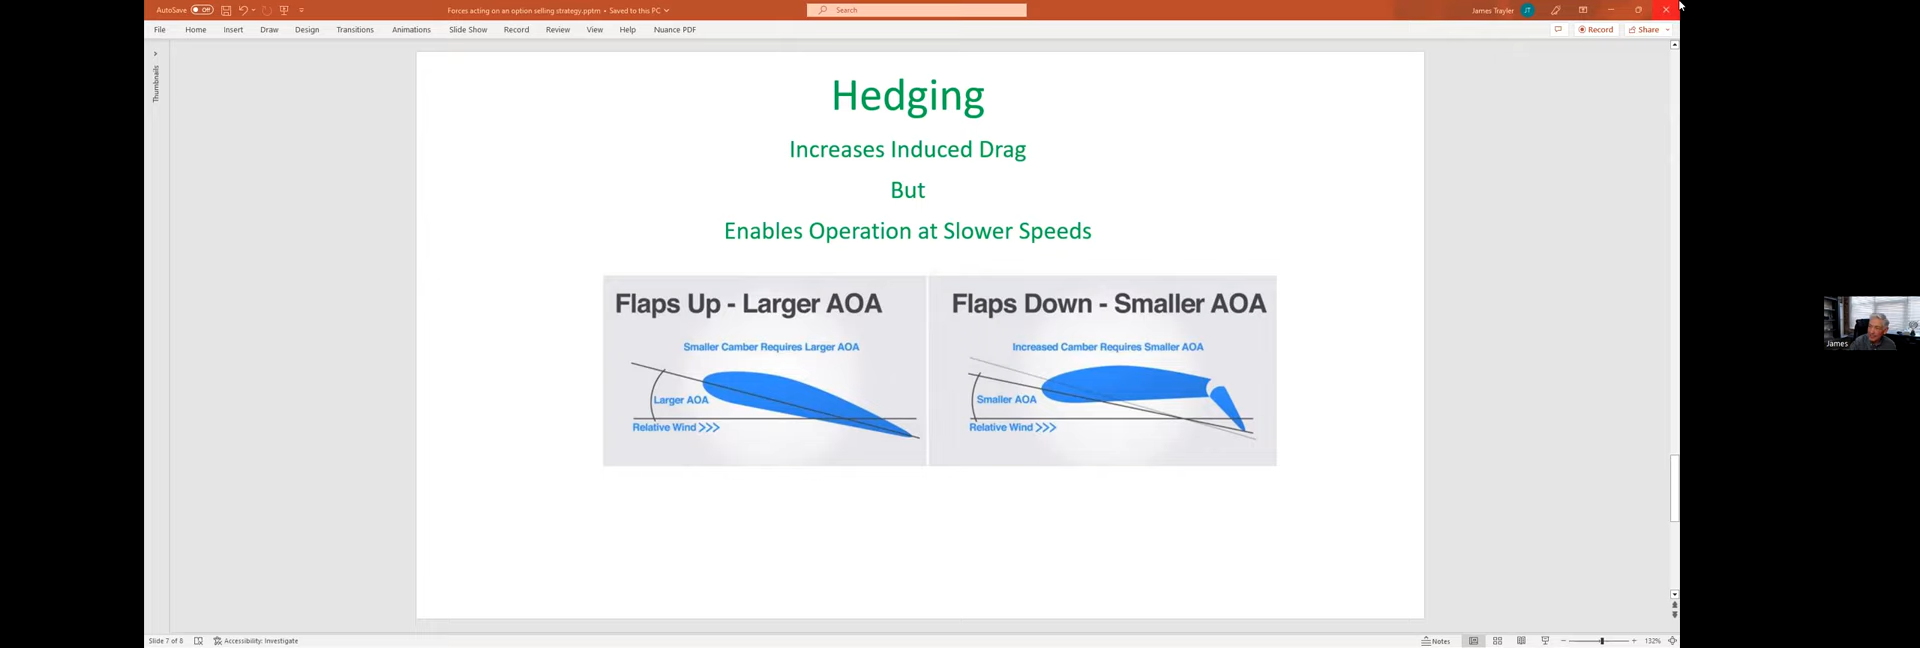 AutoSave Off
Forces acting on an option selling strategy.pptm • Saved to this PC
Search
James Trayler JT
File Home Insert Draw Design Transitions Animations Slide Show Record Review View Help Nuance PDF
Record Share
Thumbnails
Hedging
Increases Induced Drag
But
Enables Operation at Slower Speeds
Flaps Up - Larger AOA
Smaller Camber Requires Larger AOA
Larger AOA
Relative Wind >>>
Flaps Down - Smaller AOA
Increased Camber Requires Smaller AOA
Smaller AOA
Relative Wind >>>
James
Slide 7 of 8 Accessibility: Investigate
Notes 132%